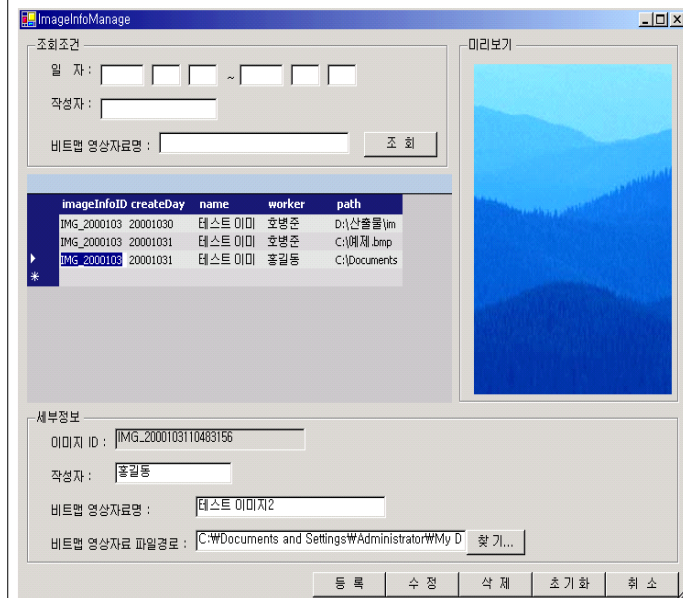 ImageInfoManage
조회조건
일 자 : ~
작성자 :
비트맵 영상자료명 : 조 회
미리보기
imageInfoID createDay name worker path
IMG_2000103 20001030 테스트 이미 호병준 D:\산출물\im
IMG_2000103 20001031 테스트 이미 호병준 C:\예제.bmp
IMG_2000103 20001031 테스트 이미 홍길동 C:\Documents
세부정보
이미지 ID : IMG_2000103110483156
작성자 : 홍길동
비트맵 영상자료명 : 테스트 이미지2
비트맵 영상자료 파일경로 : C:₩Documents and Settings₩Administrator₩My D 찾 기...
등 록 수 정 삭 제 초 기 화 취 소